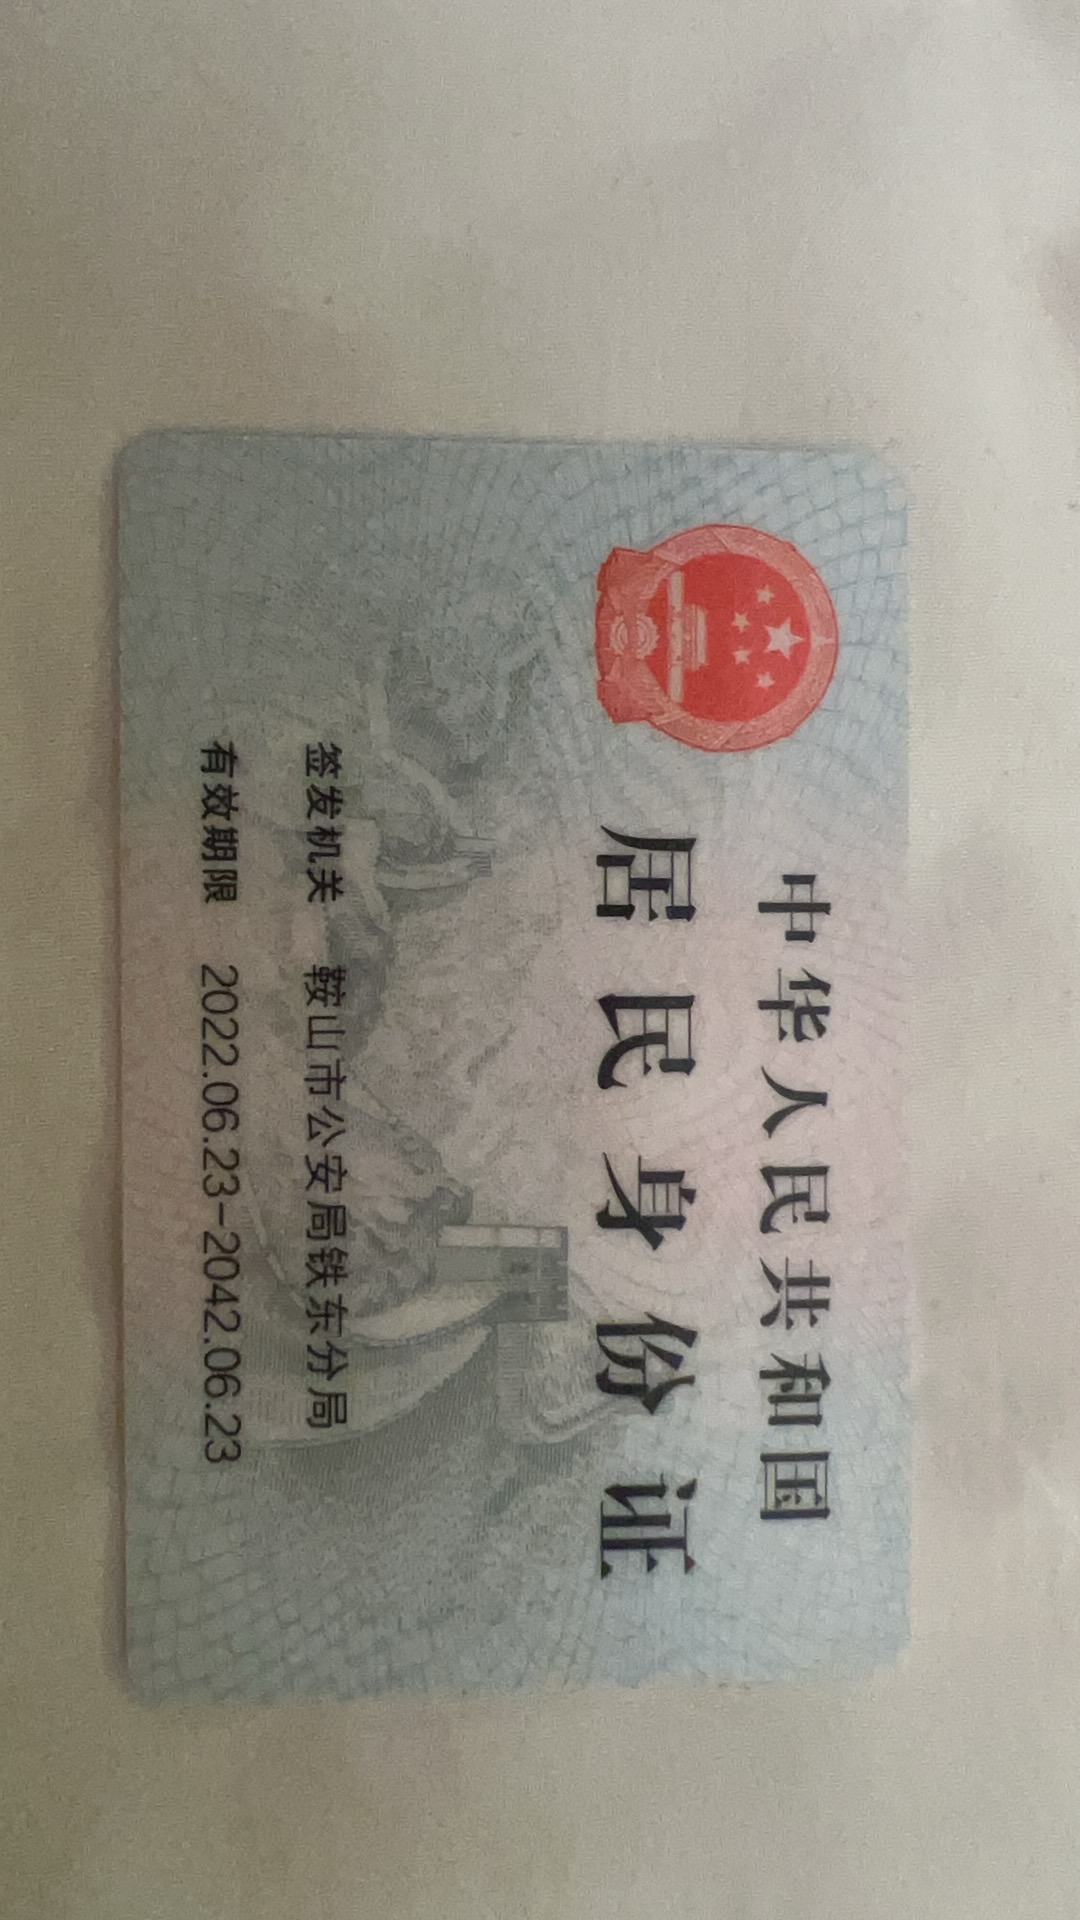 中华人民共和国
居民身份证
签发机关 鞍山市公安局铁东分局
有效期限 2022.06.23-2042.06.23